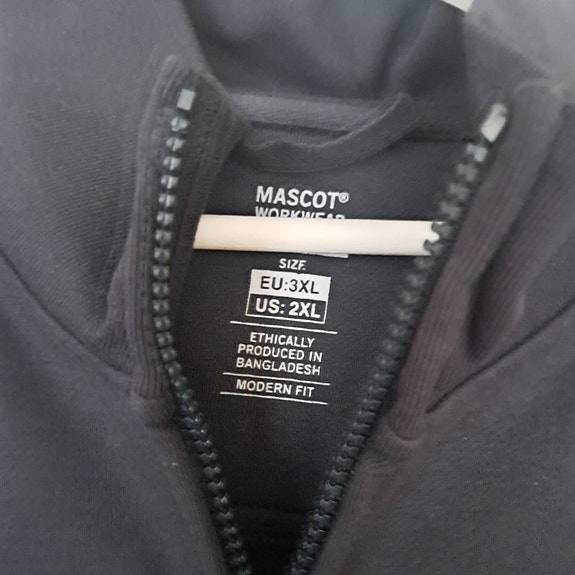 MASCOT®
WORKWEAR
SIZE
EU:3XL
US: 2XL
ETHICALLY
PRODUCED IN
BANGLADESH
MODERN FIT